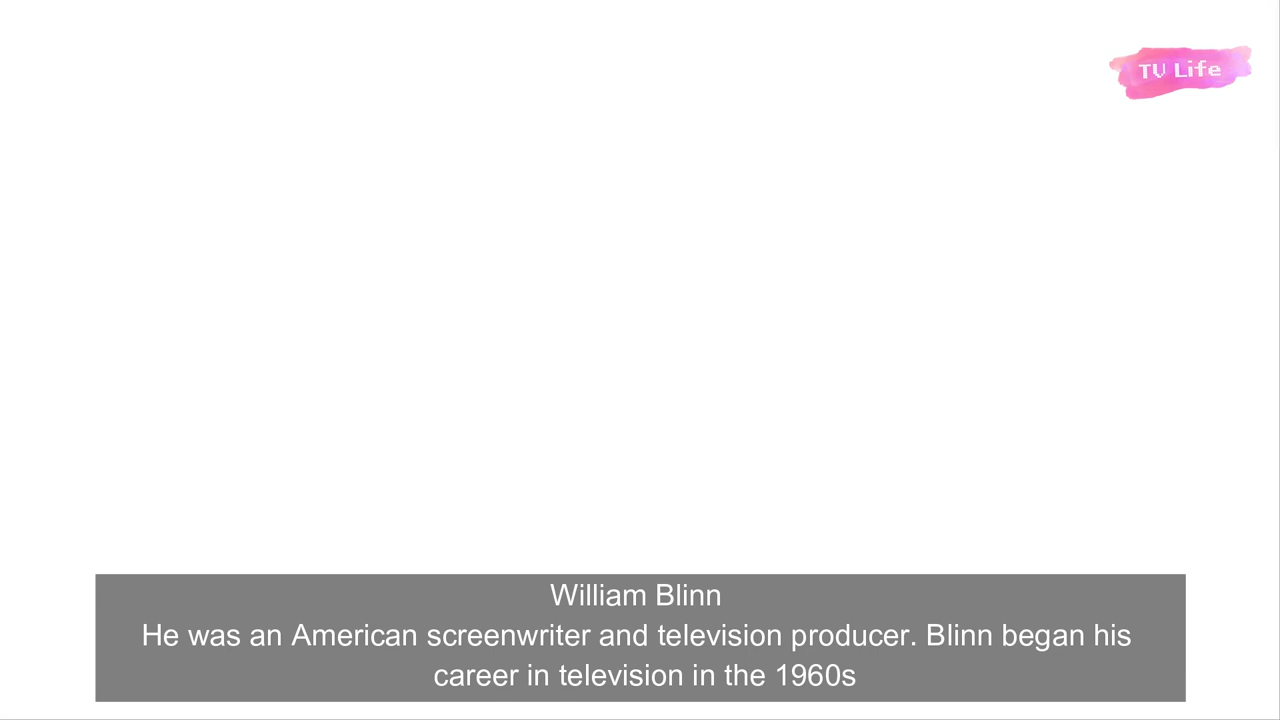 TV Life
William Blinn
He was an American screenwriter and television producer. Blinn began his
career in television in the 1960s